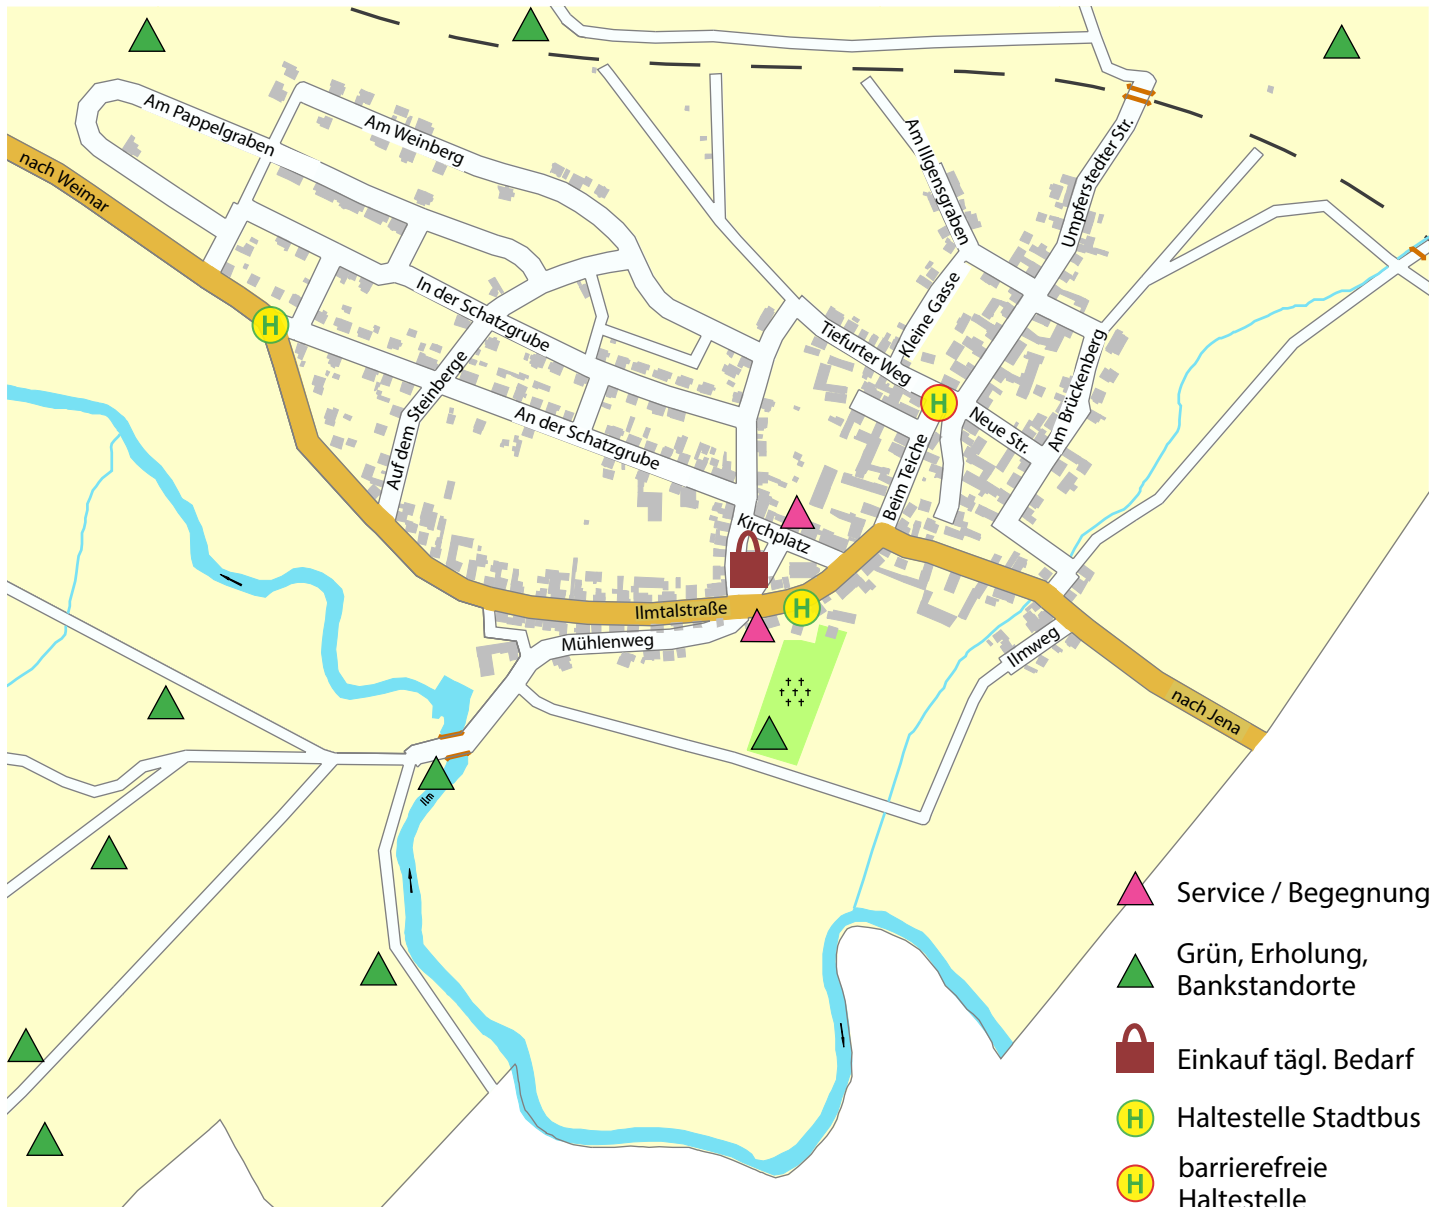 Am Pappelgraben
Am Weinberg
nach Weimar
Am Illgensgraben
Umpferstedter Str.
H
In der Schatzgrube
Kleine Gasse
Tiefurter Weg
Am Brückenberg
Auf dem Steinberge
H
An der Schatzgrube
Neue Str.
Beim Teiche
Kirchplatz
Ilmtalstraße
H
Mühlenweg
Ilmweg
nach Jena
Ilm
Service / Begegnung
Grün, Erholung,
Bankstandorte
Einkauf tägl. Bedarf
H
Haltestelle Stadtbus
H
barrierefreie
Haltestelle